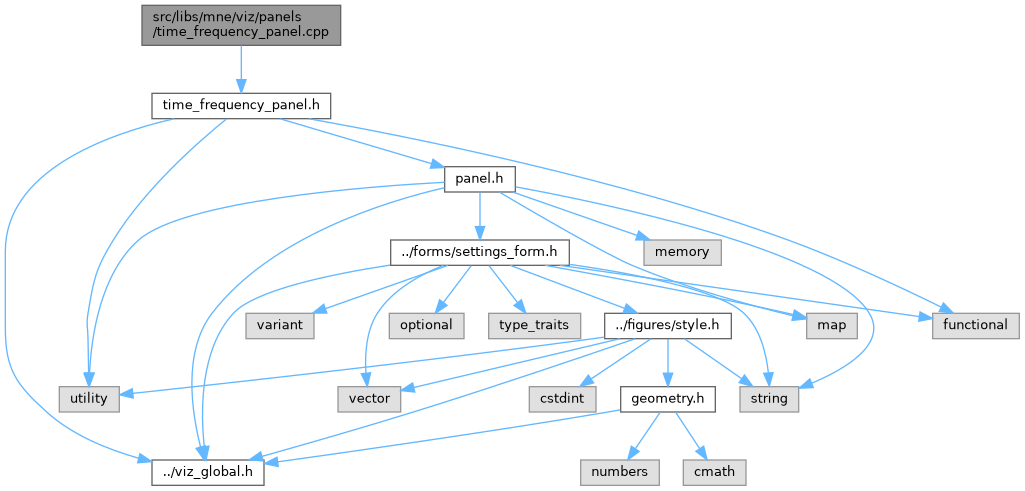 src/libs/mne/viz/panels
/time_frequency_panel.cpp
time_frequency_panel.h
panel.h
../forms/settings_form.h
memory
variant
optional
type_traits
../figures/style.h
map
functional
utility
vector
cstdint
geometry.h
string
../viz_global.h
numbers
cmath